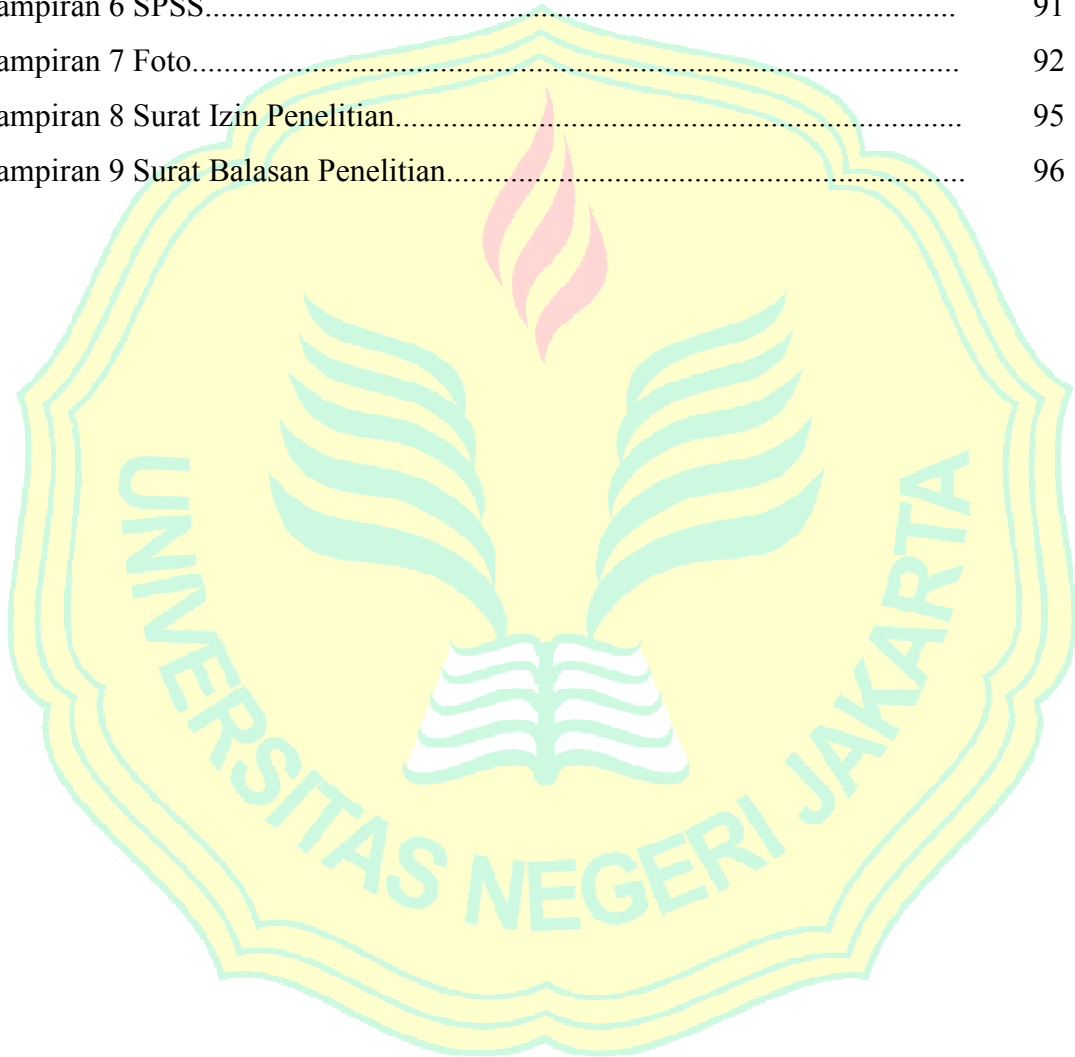 ampiran 6 SPSS.............................................................................................. 91
ampiran 7 Foto................................................................................................ 92
ampiran 8 Surat Izin Penelitian....................................................................... 95
ampiran 9 Surat Balasan Penelitian................................................................. 96
UNIVERSITAS NEGERI JAKARTA